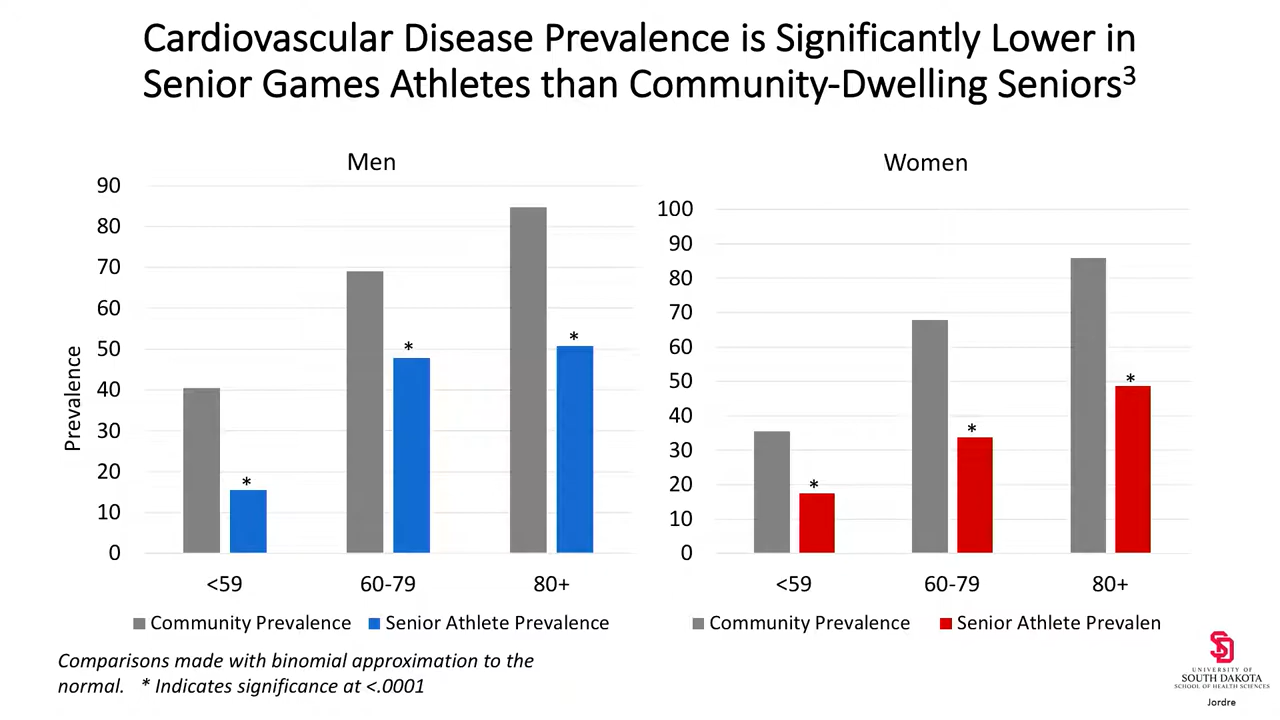 Cardiovascular Disease Prevalence is Significantly Lower in
Senior Games Athletes than Community-Dwelling Seniors3
Men
90
80
70
60
50
40
30
20
10
0
Prevalence
*
*
*
<59
60-79
80+
Community Prevalence
Senior Athlete Prevalence
Women
100
90
80
70
60
50
40
30
20
10
0
*
*
*
<59
60-79
80+
Community Prevalence
Senior Athlete Prevalen
Comparisons made with binomial approximation to the
normal. * Indicates significance at <.0001
UNIVERSITY OF
SOUTH DAKOTA
SCHOOL OF HEALTH SCIENCES
Jordre